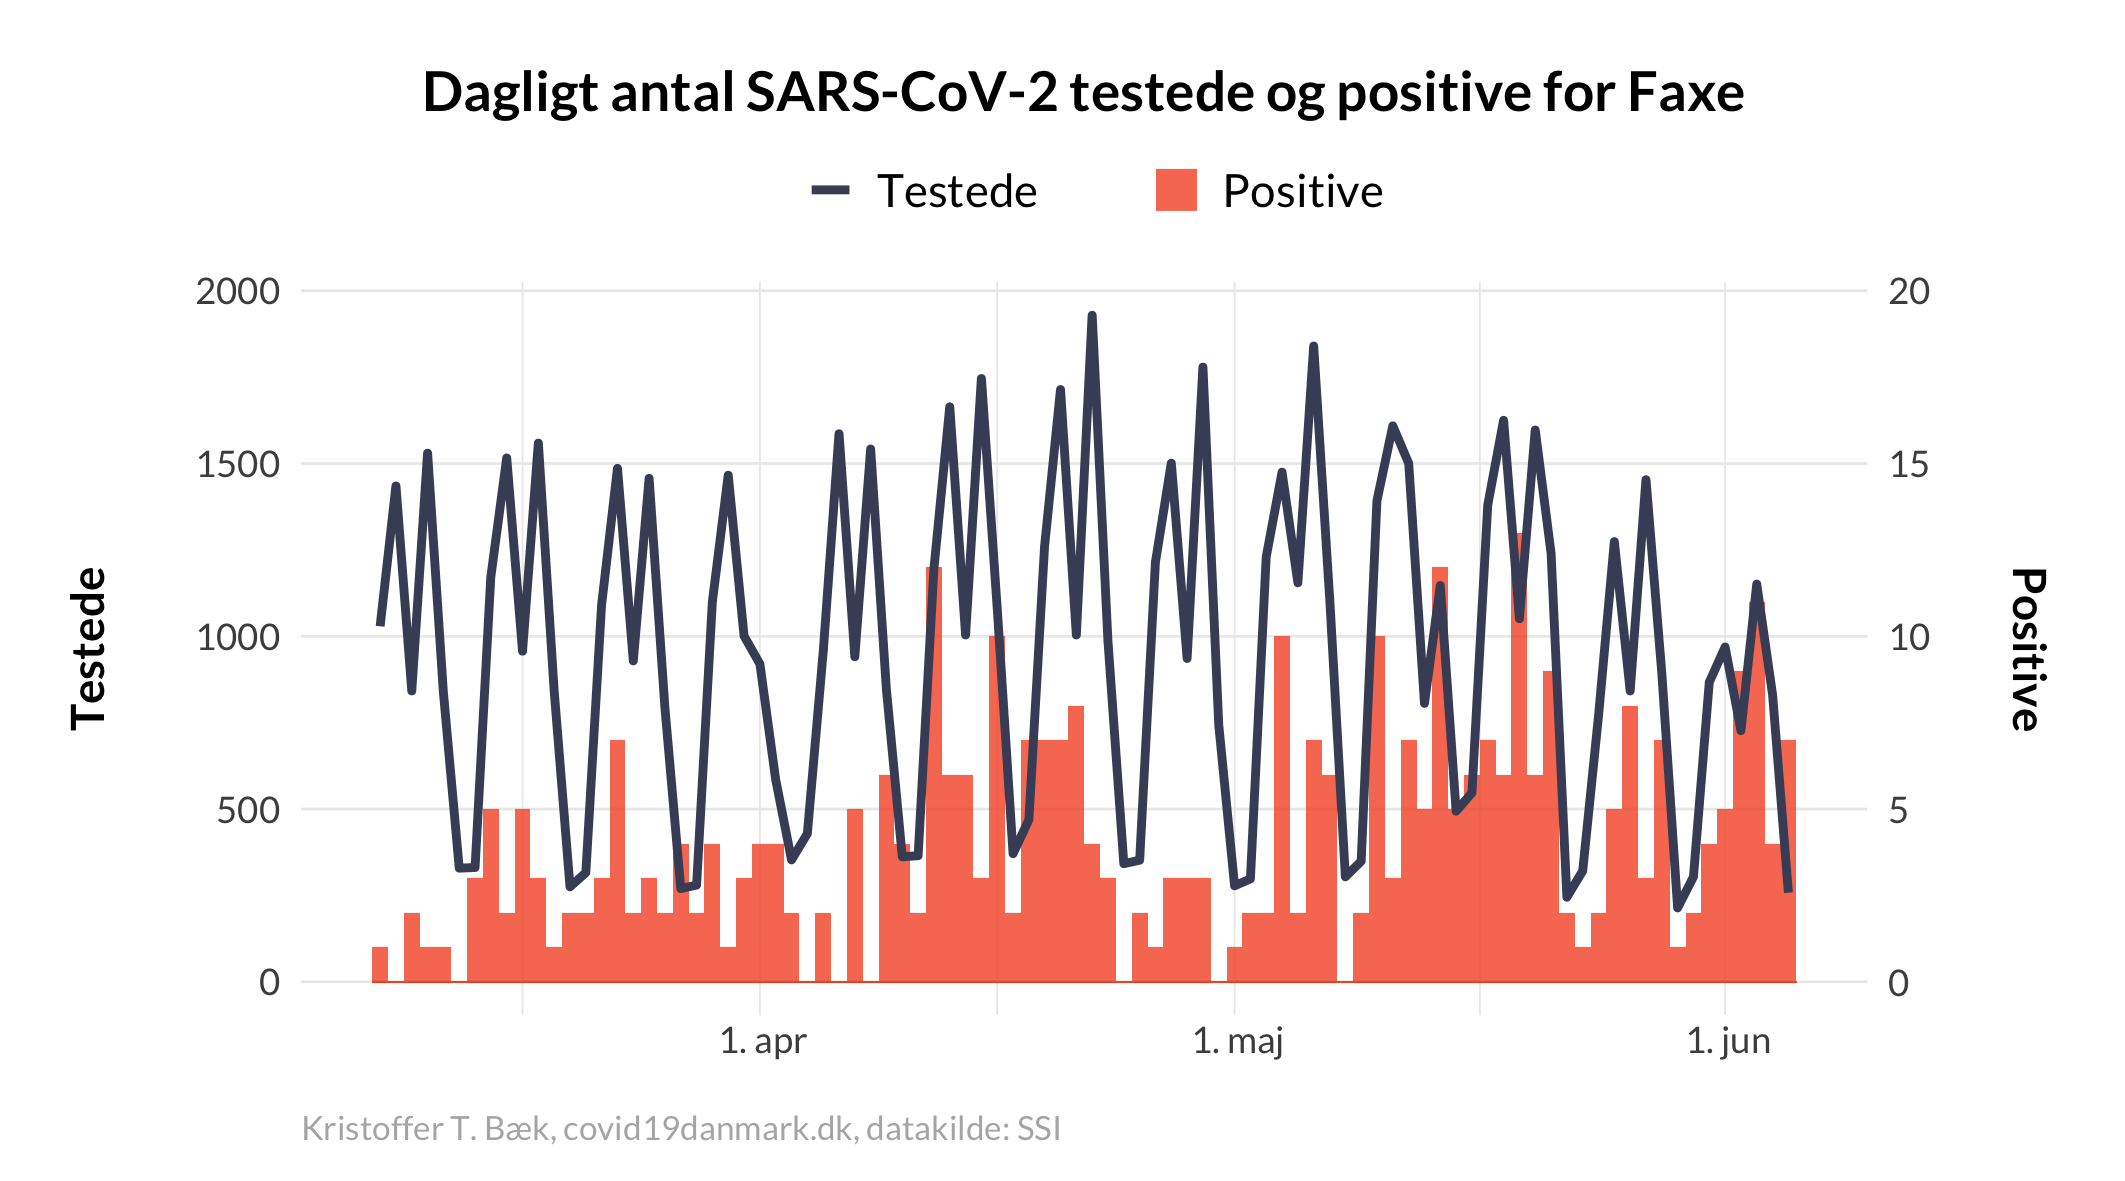 Dagligt antal SARS-CoV-2 testede og positive for Faxe
Testede
Positive
2000
1500
1000
500
0
20
15
10
5
0
Testede
Positive
1. apr
1. maj
1. jun
Kristoffer T. Bæk, covid19danmark.dk, datakilde: SSI